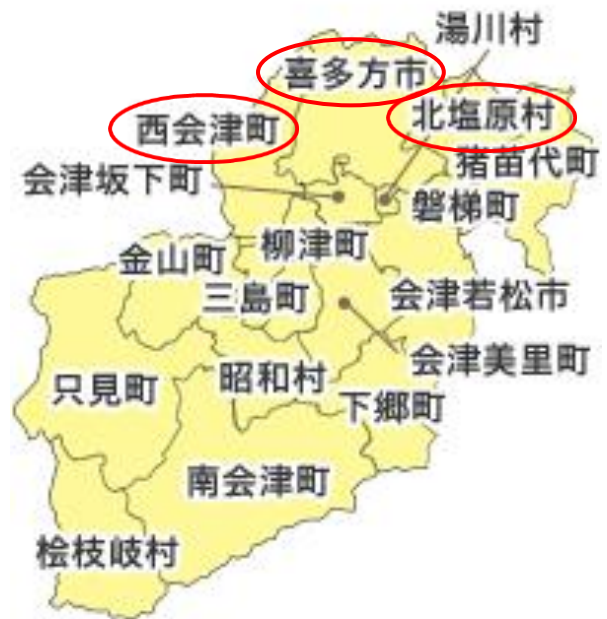 湯川村
喜多方市
北塩原村
西会津町
猪苗代町
会津坂下町
磐梯町
柳津町
金山町
三島町
会津若松市
会津美里町
昭和村
只見町
下郷町
南会津町
桧枝岐村